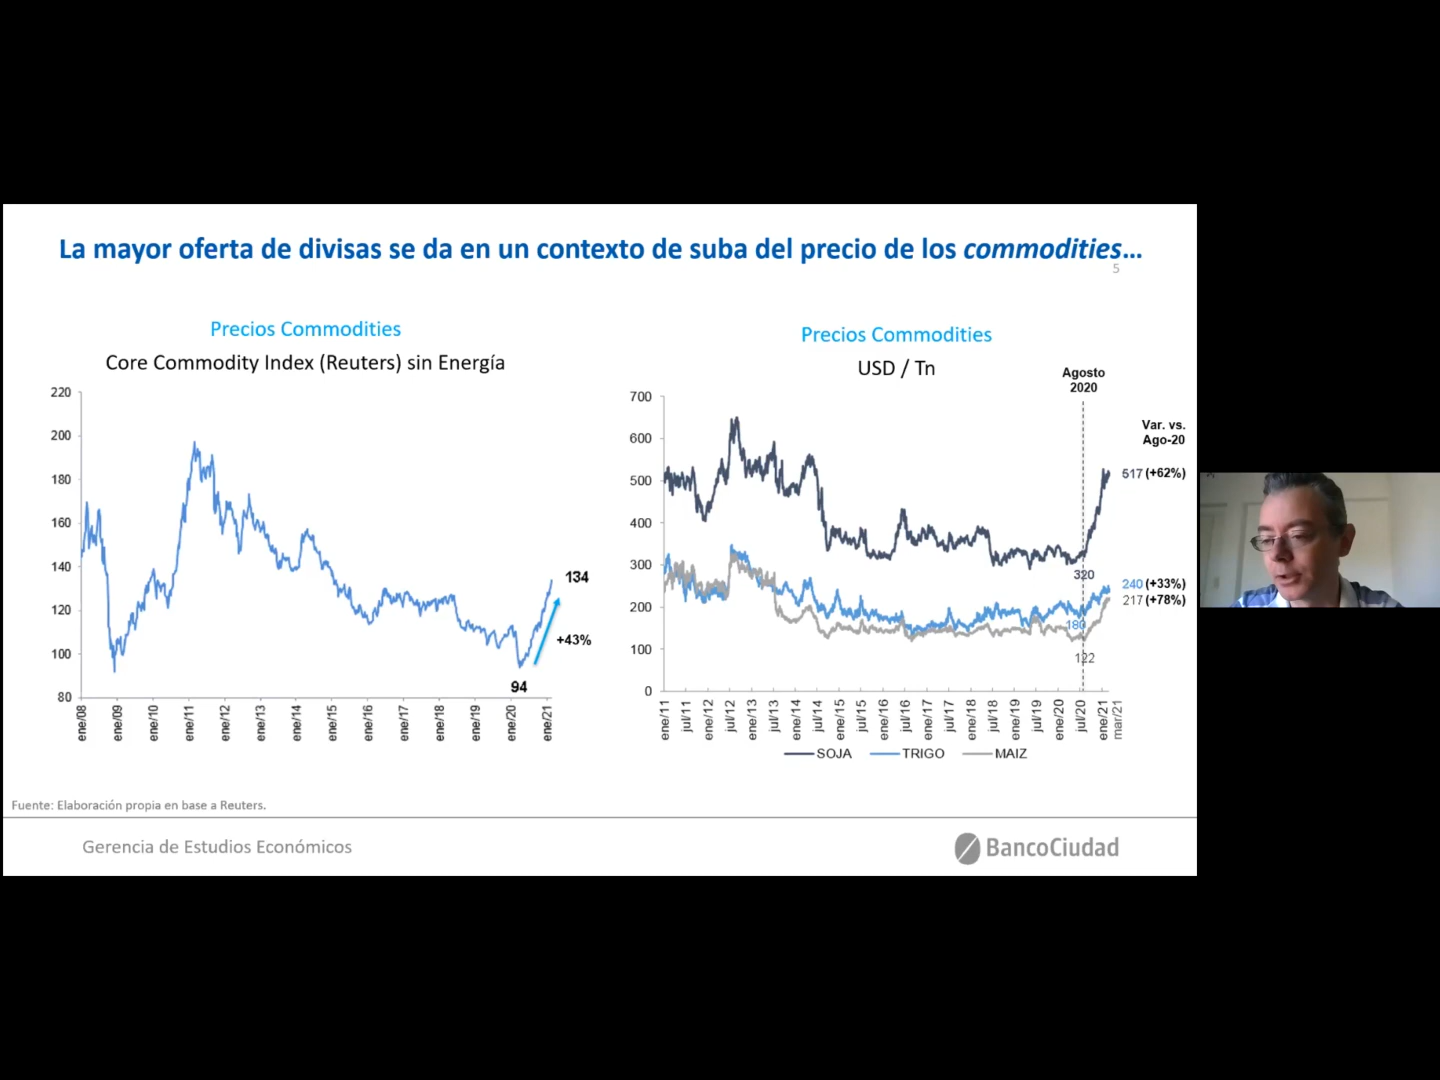 La mayor oferta de divisas se da en un contexto de suba del precio de los commodities…
5
Precios Commodities
Core Commodity Index (Reuters) sin Energía
220
200
180
160
140
120
100
80
134
+43%
94
ene/08
ene/09
ene/10
ene/11
ene/12
ene/13
ene/14
ene/15
ene/16
ene/17
ene/18
ene/19
ene/20
ene/21
Precios Commodities
USD / Tn
Agosto
2020
Var. vs.
Ago-20
700
600
500
400
300
200
100
0
517 (+62%)
320
240 (+33%)
217 (+78%)
180
122
ene/11
jul/11
ene/12
jul/12
ene/13
jul/13
ene/14
jul/14
ene/15
jul/15
ene/16
jul/16
ene/17
jul/17
ene/18
jul/18
ene/19
jul/19
ene/20
jul/20
ene/21
mar/21
SOJA
TRIGO
MAIZ
Fuente: Elaboración propia en base a Reuters.
Gerencia de Estudios Económicos
BancoCiudad